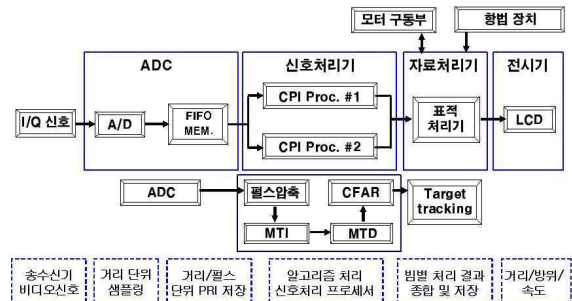 모터 구동부
항법 장치
ADC
신호처리기
자료처리기
전시기
I/Q 신호
A/D
FIFO
MEM.
CPI Proc. #1
CPI Proc. #2
표적
처리기
LCD
ADC
펄스압축
CFAR
Target
tracking
MTI
MTD
송수신기
비디오신호
거리 단위
샘플링
거리/펄스
단위 PRI 저장
알고리즘 처리
신호처리 프로세서
빔별 처리 결과
종합 및 저장
거리/방위/
속도